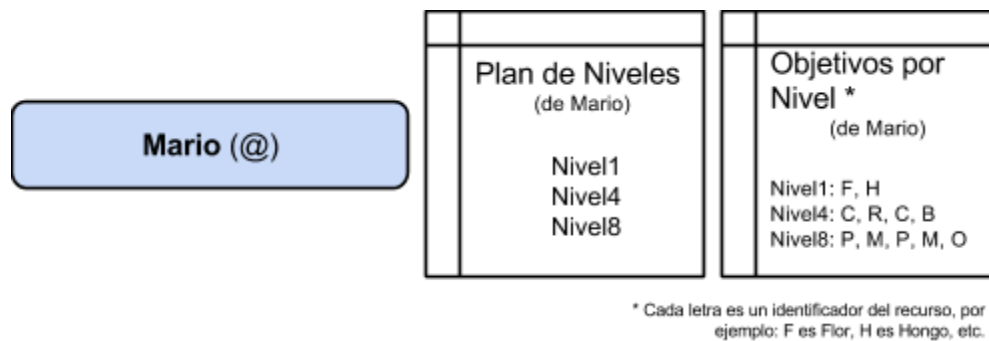 Mario (@)
Plan de Niveles
(de Mario)
Nivel1
Nivel4
Nivel8
Objetivos por
Nivel *
(de Mario)
Nivel1: F, H
Nivel4: C, R, C, B
Nivel8: P, M, P, M, O
* Cada letra es un identificador del recurso, por
ejemplo: F es Flor, H es Hongo, etc.